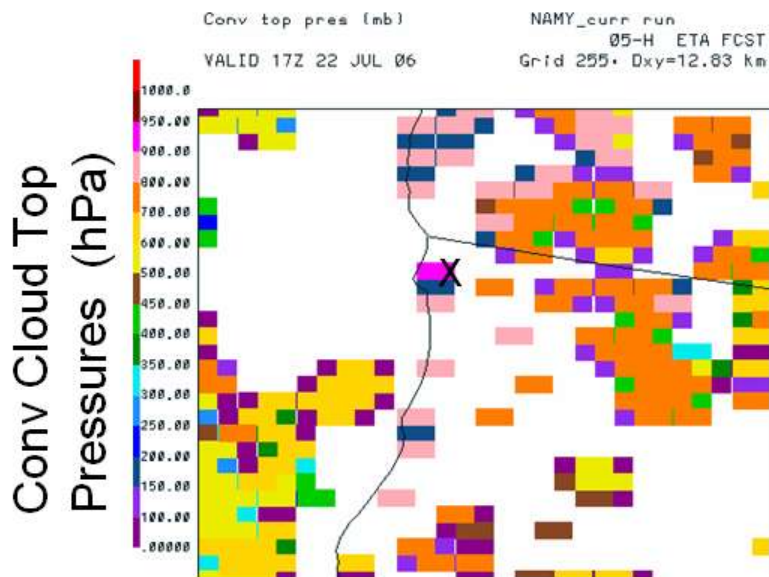 Conv top pres (mb)
NAMY_curr run
05-H ETA FCST
VALID 17Z 22 JUL 06
Grid 255• Dxy=12.83 km
Conv Cloud Top
Pressures (hPa)
1000.0
950.00
900.00
800.00
700.00
600.00
500.00
450.00
400.00
350.00
300.00
250.00
200.00
150.00
100.00
.00000
X